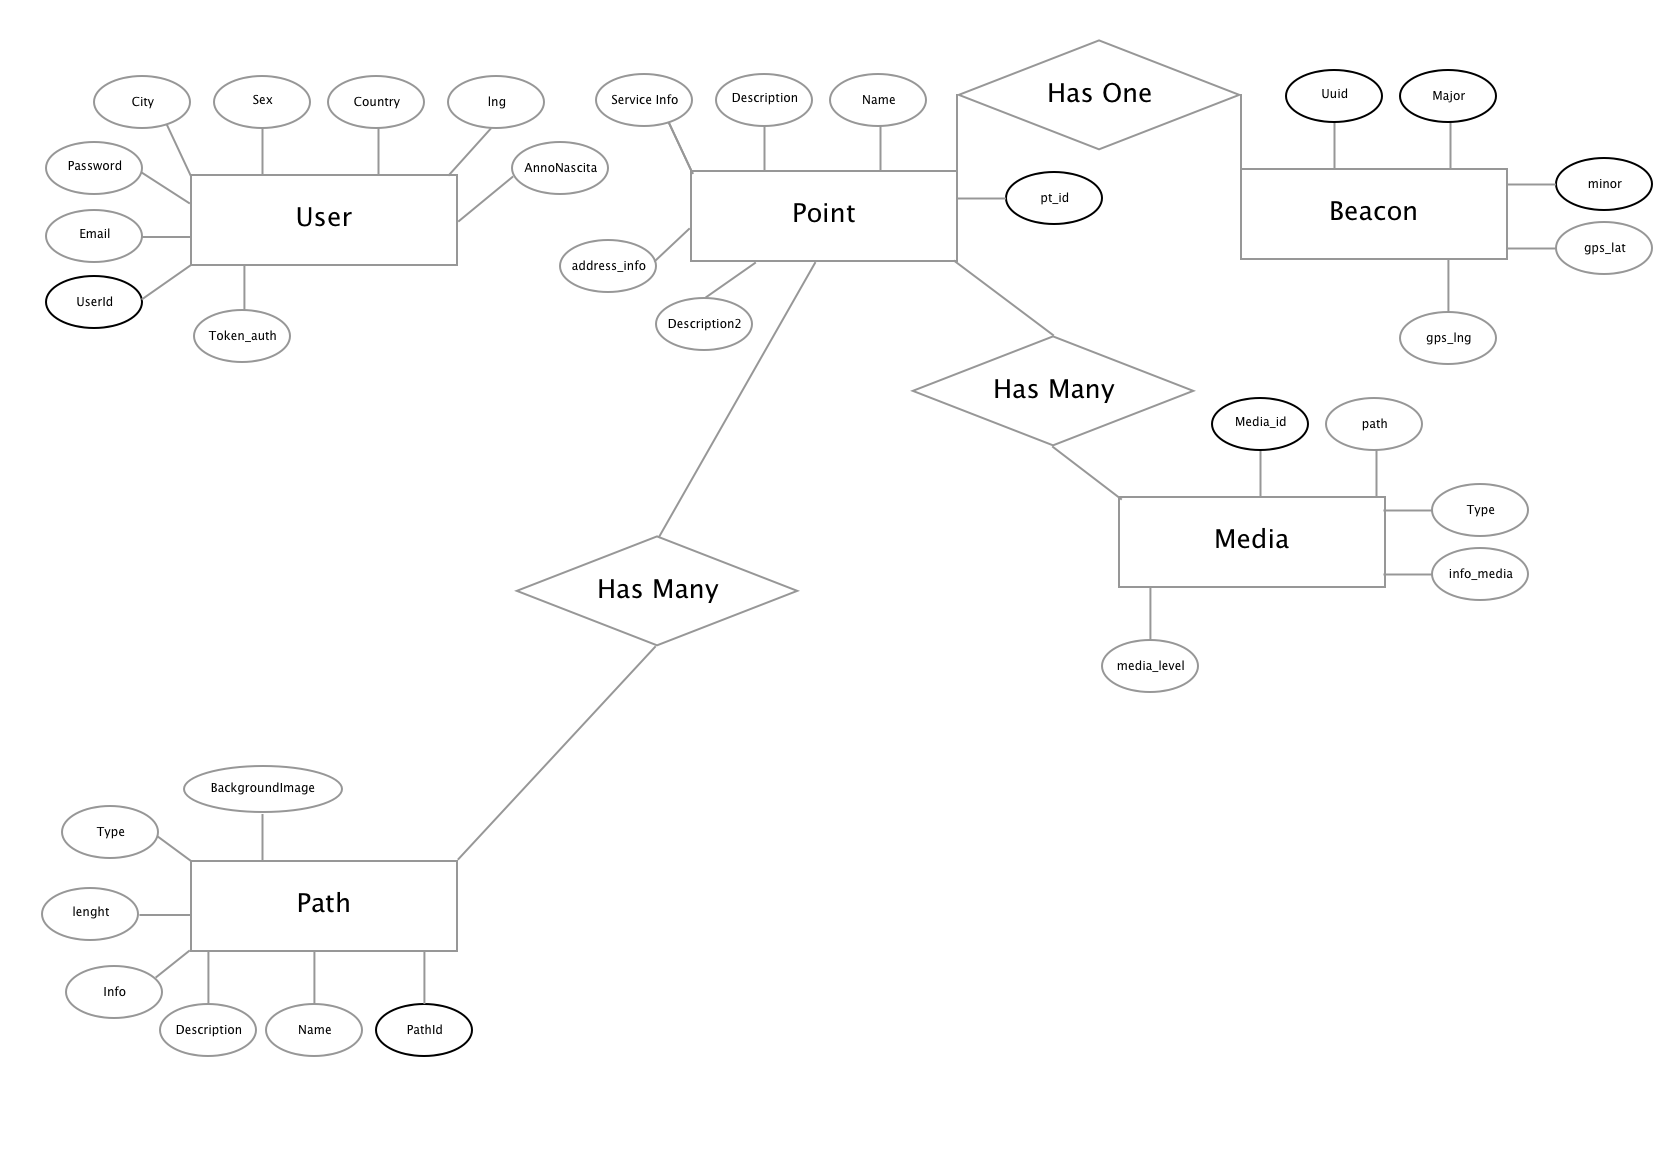 City
Sex
Country
lng
Password
AnnoNascita
User
Email
UserId
Token_auth
Service Info
Description
Name
Has One
pt_id
Point
address_info
Description2
Uuid
Major
minor
Beacon
gps_lat
gps_lng
Has Many
Media_id
path
Type
Media
info_media
media_level
Has Many
BackgroundImage
Type
Path
lenght
Info
Description
Name
PathId